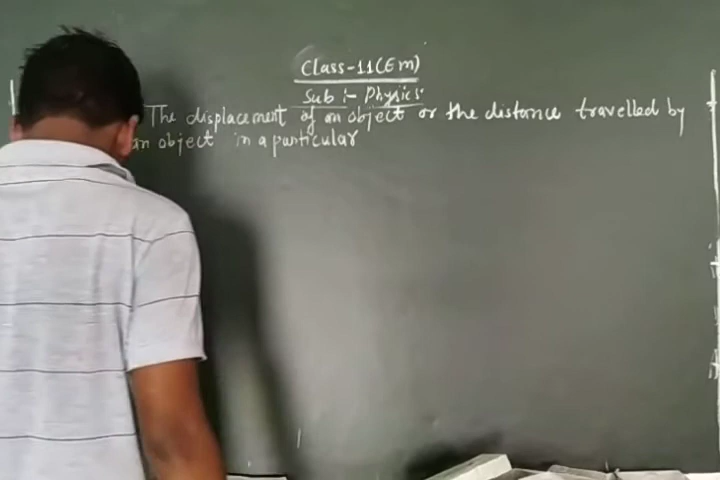 Class-11(Em)
Sub :- Physics
The displacement of an object or the distance travelled by
an object in a particular